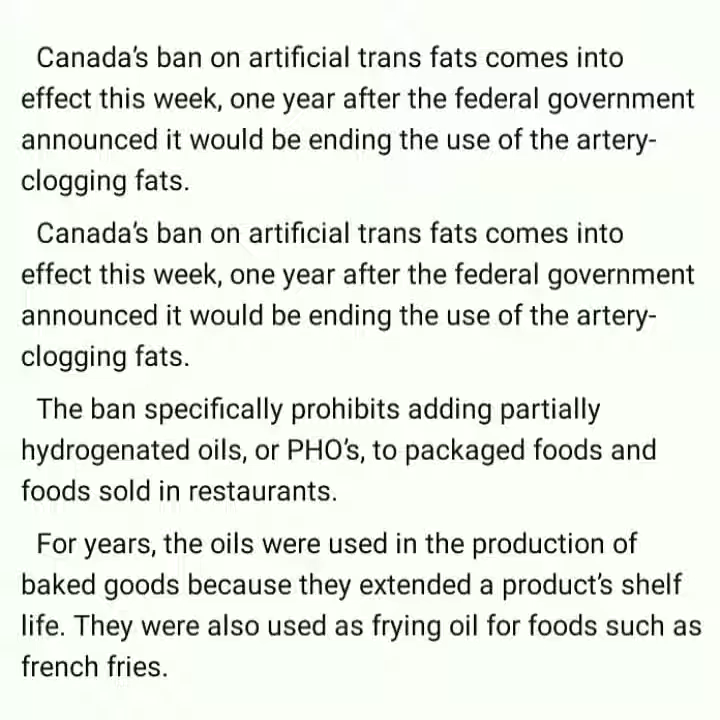 Canada's ban on artificial trans fats comes into
effect this week, one year after the federal government
announced it would be ending the use of the artery-
clogging fats.
Canada's ban on artificial trans fats comes into
effect this week, one year after the federal government
announced it would be ending the use of the artery-
clogging fats.
The ban specifically prohibits adding partially
hydrogenated oils, or PHO's, to packaged foods and
foods sold in restaurants.
For years, the oils were used in the production of
baked goods because they extended a product's shelf
life. They were also used as frying oil for foods such as
french fries.